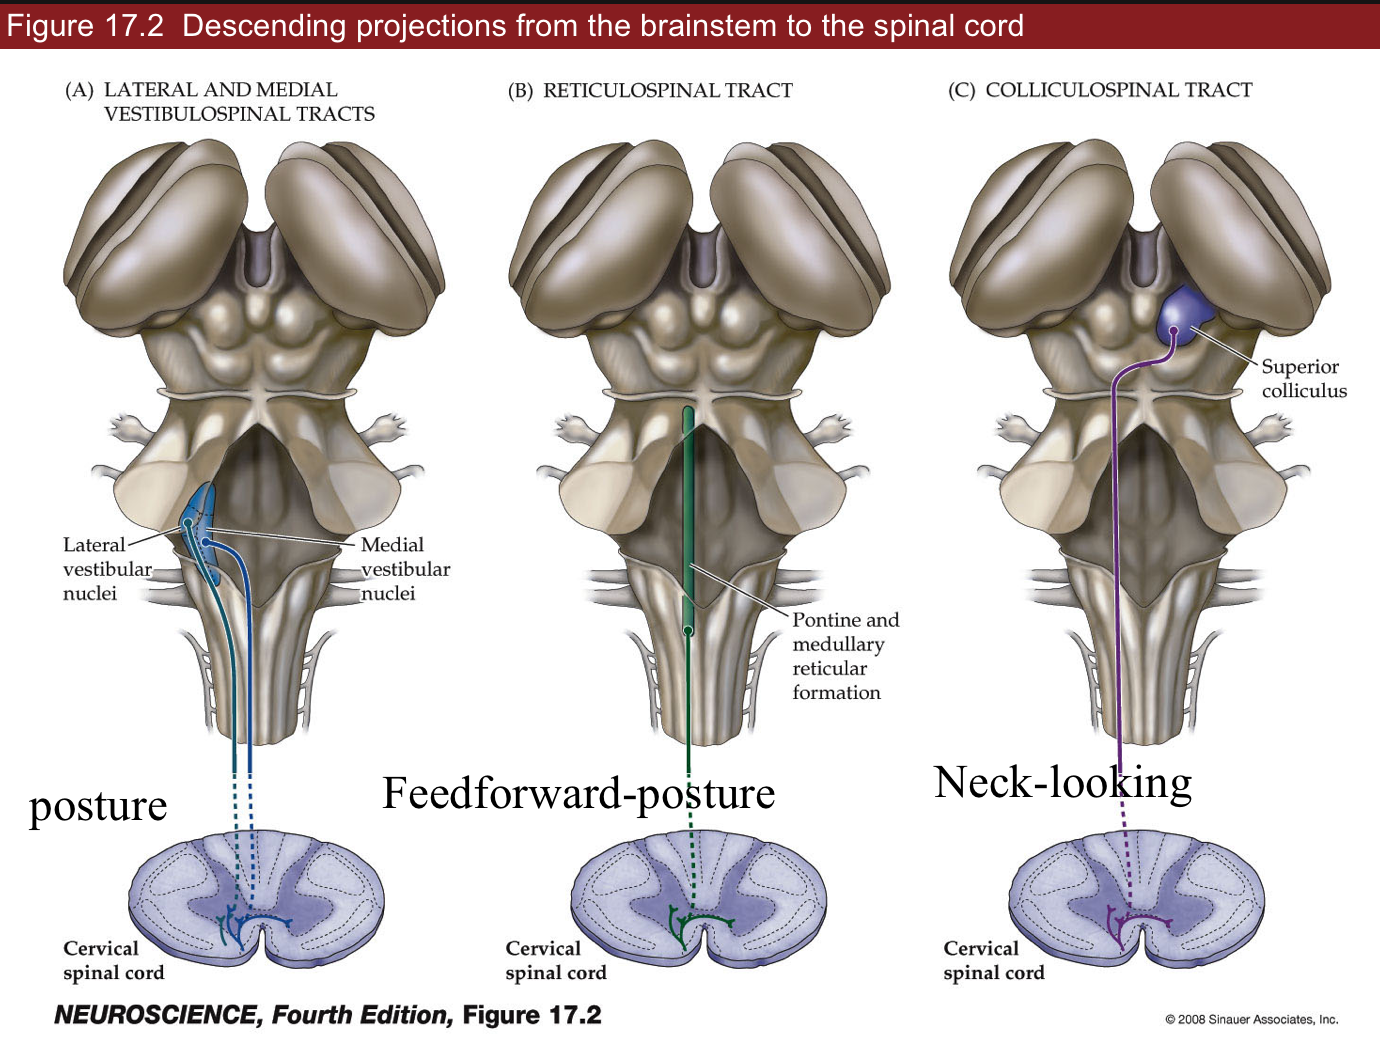 Figure 17.2 Descending projections from the brainstem to the spinal cord
(A) LATERAL AND MEDIAL
VESTIBULOSPINAL TRACTS
Lateral
vestibular
nuclei
Medial
vestibular
nuclei
posture
Cervical
spinal cord
(B) RETICULOSPINAL TRACT
Pontine and
medullary
reticular
formation
Feedforward-posture
Cervical
spinal cord
(C) COLLICULOSPINAL TRACT
Superior
colliculus
Neck-looking
Cervical
spinal cord
NEUROSCIENCE, Fourth Edition, Figure 17.2
© 2008 Sinauer Associates, Inc.